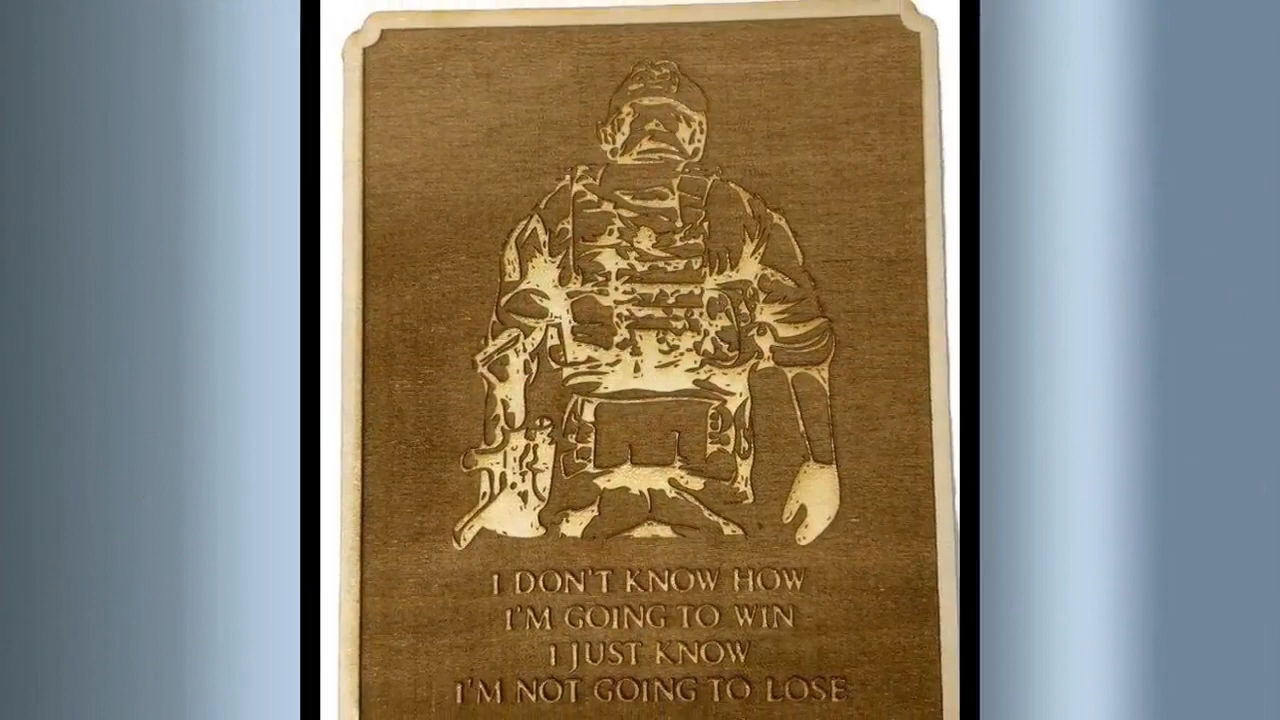 I DON'T KNOW HOW
I'M GOING TO WIN
I JUST KNOW
I'M NOT GOING TO LOSE